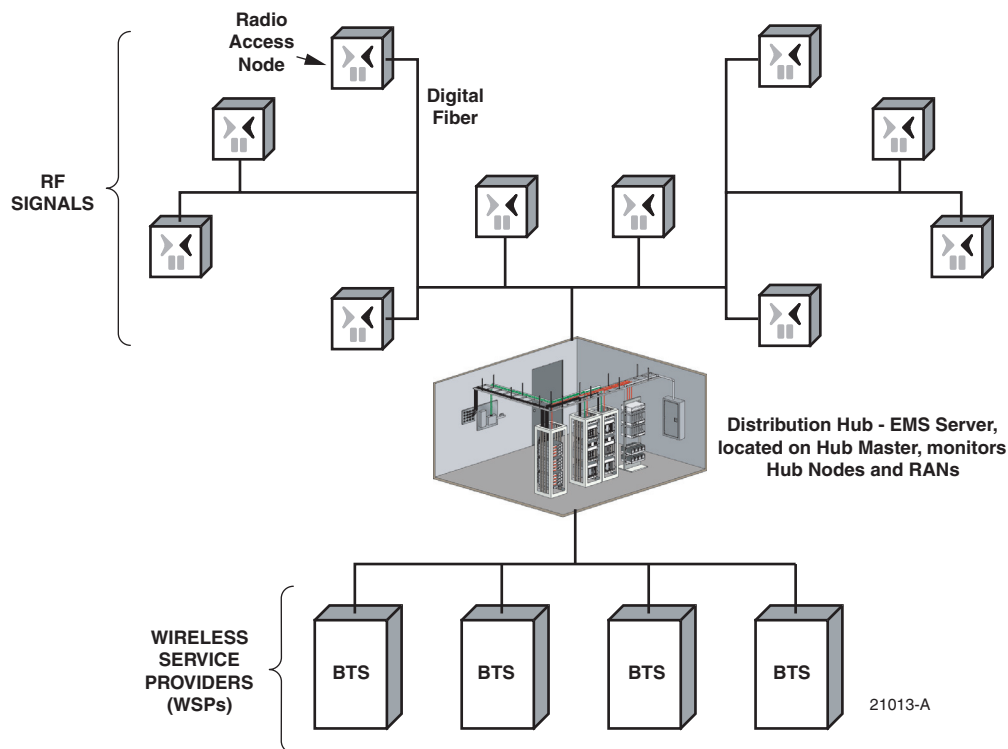 Radio
Access
Node
Digital
Fiber
RF
SIGNALS
Distribution Hub - EMS Server,
located on Hub Master, monitors
Hub Nodes and RANs
WIRELESS
SERVICE
PROVIDERS
(WSPs)
BTS
BTS
BTS
BTS
21013-A